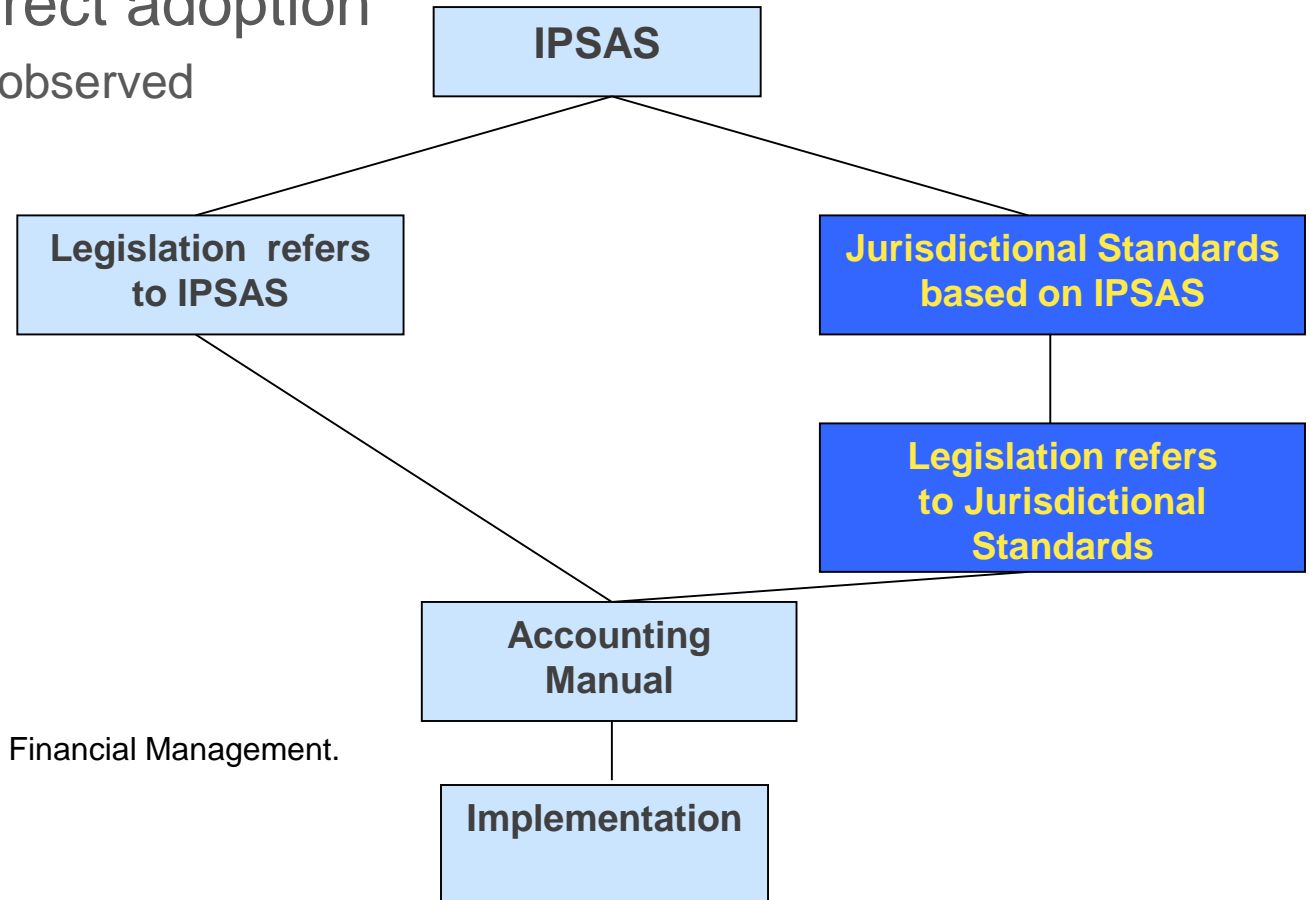 rect adoption
observed
IPSAS
Legislation refers
to IPSAS
Jurisdictional Standards
based on IPSAS
Legislation refers
to Jurisdictional
Standards
Accounting
Manual
Financial Management.
Implementation